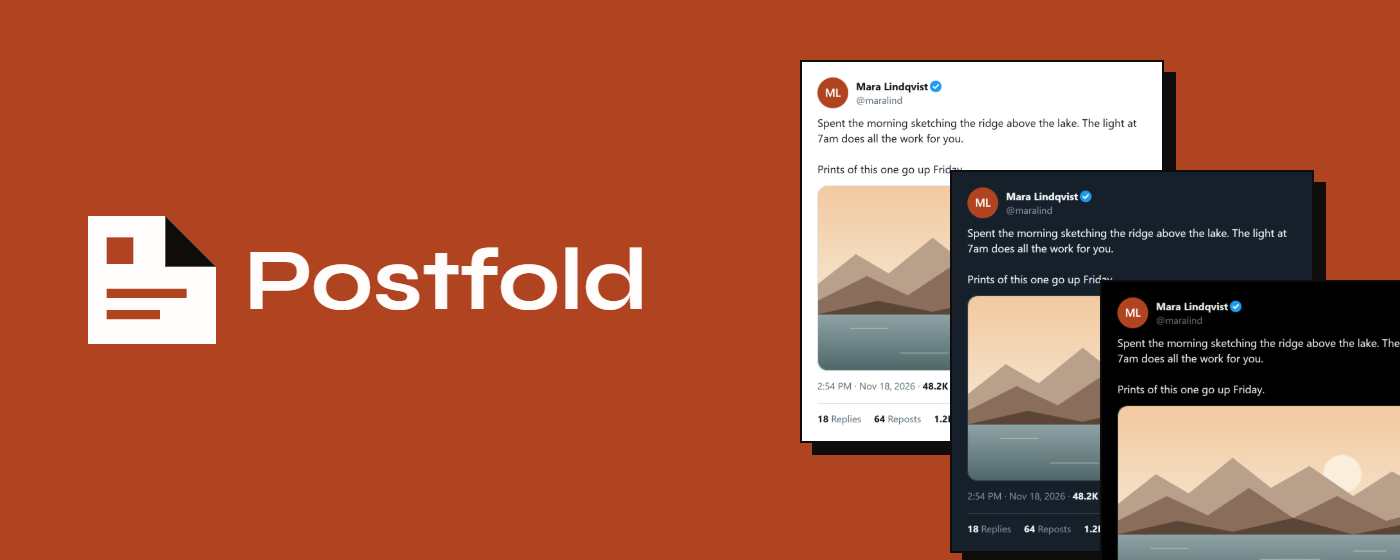 Postfold
ML
Mara Lindqvist
@maralind
Spent the morning sketching the ridge above the lake. The light at
7am does all the work for you.
Prints of this one go up Friday.
2:54 PM · Nov 18, 2026 · 48.2K
18 Replies 64 Reposts
ML
Mara Lindqvist
@maralind
Spent the morning sketching the ridge above the lake. The light at
7am does all the work for you.
Prints of this one go up Friday.
2:54 PM · Nov 18, 2026 · 48.2K
18 Replies 64 Reposts
ML
Mara Lindqvist
@maralind
Spent the morning sketching the ridge above the lake. The
7am does all the work for you.
Prints of this one go up Friday.